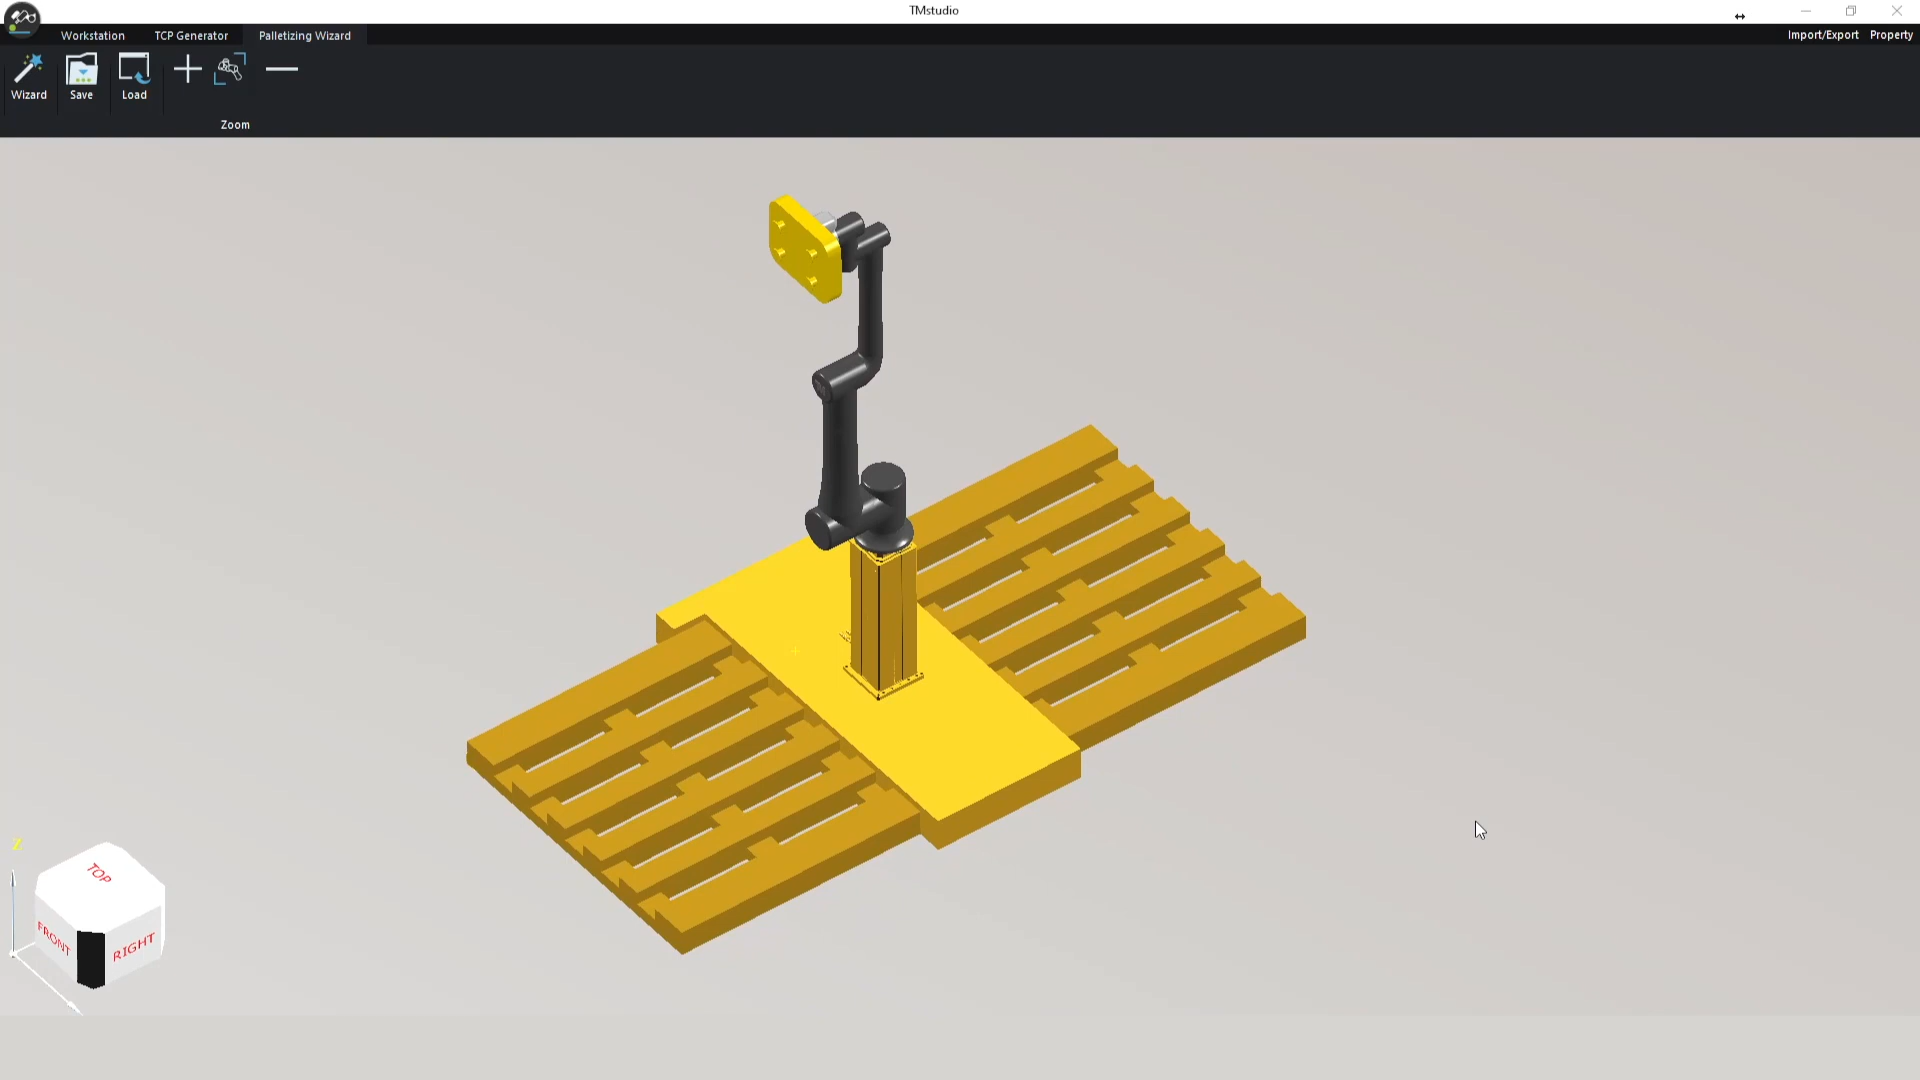 TMstudio
Workstation
TCP Generator
Palletizing Wizard
Import/Export
Property
Wizard
Save
Load
Zoom
Z
TOP
FRONT
RIGHT